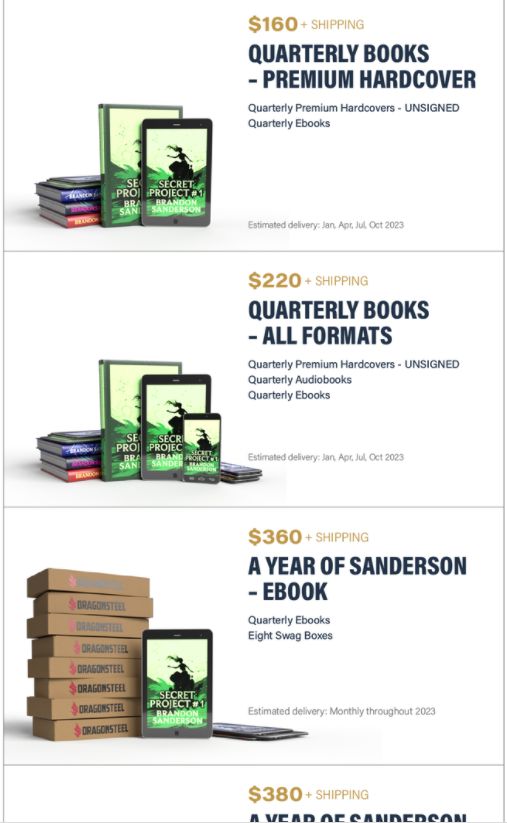 $160 + SHIPPING
QUARTERLY BOOKS
– PREMIUM HARDCOVER
Quarterly Premium Hardcovers - UNSIGNED
Quarterly Ebooks
SECRET
PROJECT #1
BRANDON
SANDERSON
Estimated delivery: Jan, Apr, Jul, Oct 2023
$220 + SHIPPING
QUARTERLY BOOKS
– ALL FORMATS
Quarterly Premium Hardcovers - UNSIGNED
Quarterly Audiobooks
Quarterly Ebooks
SECRET
PROJECT #1
BRANDON
SANDERSON
Estimated delivery: Jan, Apr, Jul, Oct 2023
$360 + SHIPPING
A YEAR OF SANDERSON
– EBOOK
Quarterly Ebooks
Eight Swag Boxes
DRAGONSTEEL
DRAGONSTEEL
DRAGONSTEEL
DRAGONSTEEL
DRAGONSTEEL
DRAGONSTEEL
DRAGONSTEEL
SECRET
PROJECT #1
BRANDON
SANDERSON
Estimated delivery: Monthly throughout 2023
$380 + SHIPPING
A YEAR OF SANDERSON